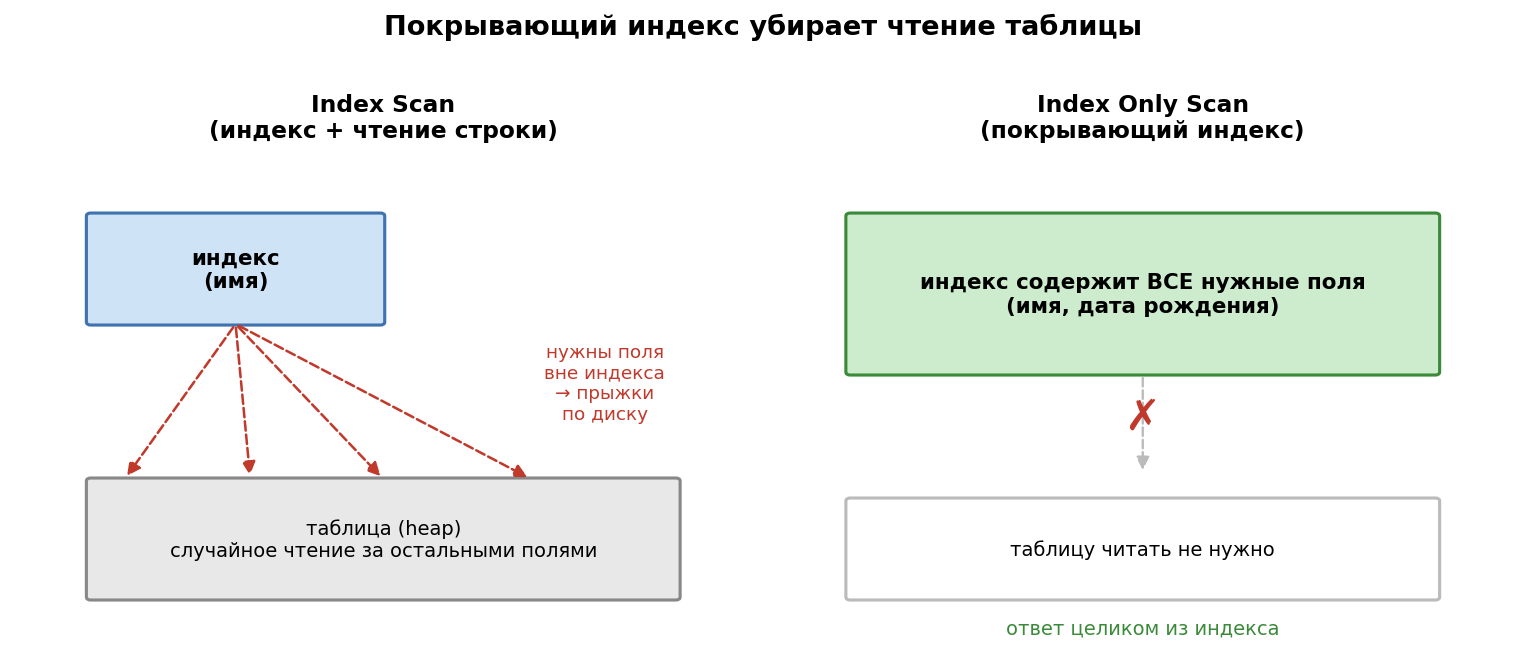 Покрывающий индекс убирает чтение таблицы
Index Scan
(индекс + чтение строки)
индекс
(имя)
нужны поля
вне индекса
→ прыжки
по диску
таблица (heap)
случайное чтение за остальными полями
Index Only Scan
(покрывающий индекс)
индекс содержит ВСЕ нужные поля
(имя, дата рождения)
✗
таблицу читать не нужно
ответ целиком из индекса